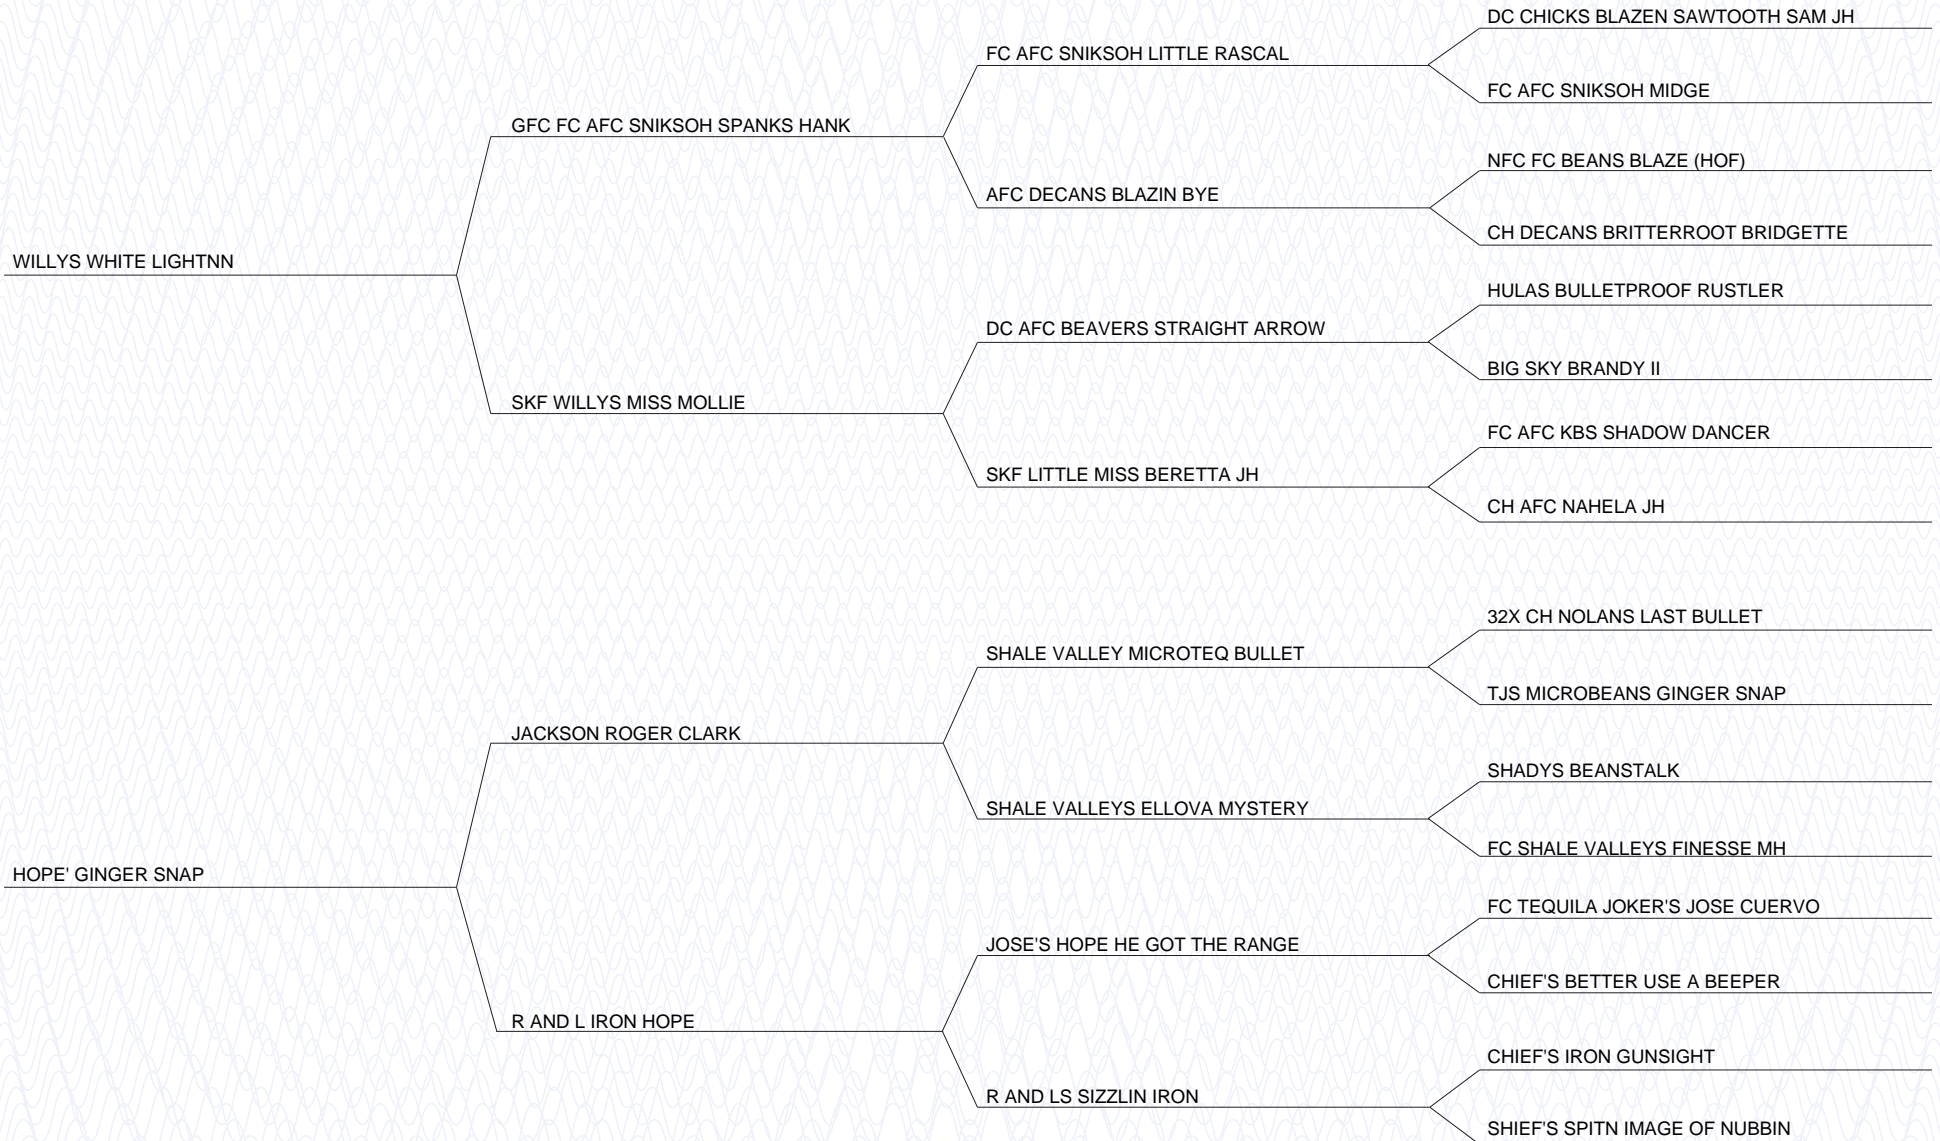 DC CHICKS BLAZEN SAWTOOTH SAM JH
FC AFC SNIKSOH LITTLE RASCAL
FC AFC SNIKSOH MIDGE
GFC FC AFC SNIKSOH SPANKS HANK
NFC FC BEANS BLAZE (HOF)
AFC DECANS BLAZIN BYE
CH DECANS BRITTERROOT BRIDGETTE
WILLYS WHITE LIGHTNN
HULAS BULLETPROOF RUSTLER
DC AFC BEAVERS STRAIGHT ARROW
BIG SKY BRANDY II
SKF WILLYS MISS MOLLIE
FC AFC KBS SHADOW DANCER
SKF LITTLE MISS BERETTA JH
CH AFC NAHELA JH
32X CH NOLANS LAST BULLET
SHALE VALLEY MICROTEQ BULLET
TJS MICROBEANS GINGER SNAP
JACKSON ROGER CLARK
SHADYS BEANSTALK
SHALE VALLEYS ELLOVA MYSTERY
FC SHALE VALLEYS FINESSE MH
HOPE' GINGER SNAP
FC TEQUILA JOKER'S JOSE CUERVO
JOSE'S HOPE HE GOT THE RANGE
CHIEF'S BETTER USE A BEEPER
R AND L IRON HOPE
CHIEF'S IRON GUNSIGHT
R AND LS SIZZLIN IRON
SHIEF'S SPITN IMAGE OF NUBBIN